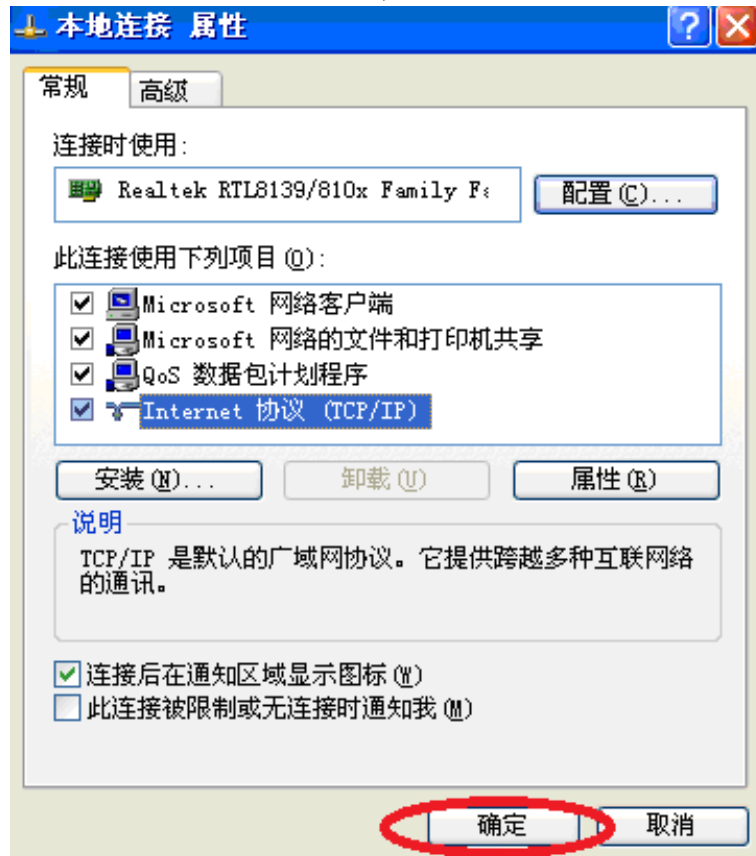 本地连接 属性
常规 高级
连接时使用:
Realtek RTL8139/810x Family Fa
配置(C)...
此连接使用下列项目(O):
Microsoft 网络客户端
Microsoft 网络的文件和打印机共享
QoS 数据包计划程序
Internet 协议 (TCP/IP)
安装(N)... 卸载(U) 属性(R)
说明
TCP/IP 是默认的广域网协议。它提供跨越多种互联网络
的通讯。
连接后在通知区域显示图标(W)
此连接被限制或无连接时通知我(M)
确定 取消